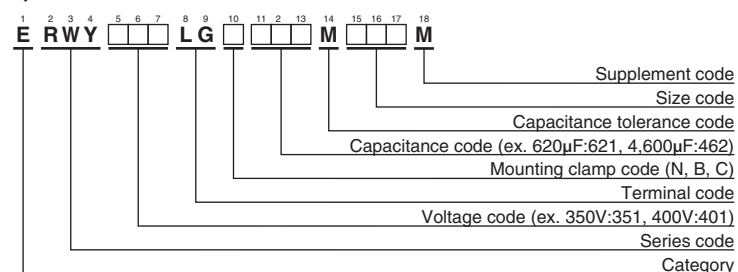 1 2 3 4 5 6 7 8 9 10 11 12 13 14 15 16 17 18
E RWY LG M M
Supplement code
Size code
Capacitance tolerance code
Capacitance code (ex. 620µF:621, 4,600µF:462)
Mounting clamp code (N, B, C)
Terminal code
Voltage code (ex. 350V:351, 400V:401)
Series code
Category